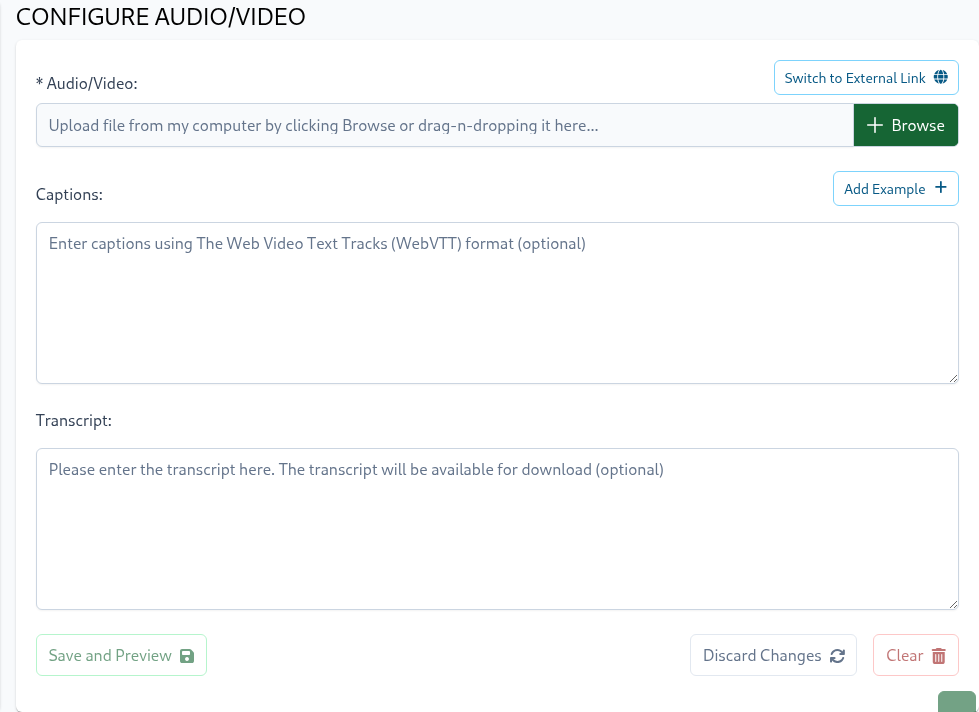 CONFIGURE AUDIO/VIDEO
* Audio/Video:
Switch to External Link
Upload file from my computer by clicking Browse or drag-n-dropping it here...
Browse
Captions:
Add Example
Enter captions using The Web Video Text Tracks (WebVTT) format (optional)
Transcript:
Please enter the transcript here. The transcript will be available for download (optional)
Save and Preview
Discard Changes
Clear